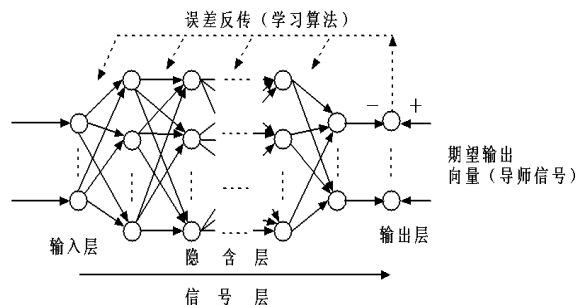 误差反传(学习算法)
－ ＋
期望输出
向量(导师信号)
输入层
隐含层
输出层
信号层